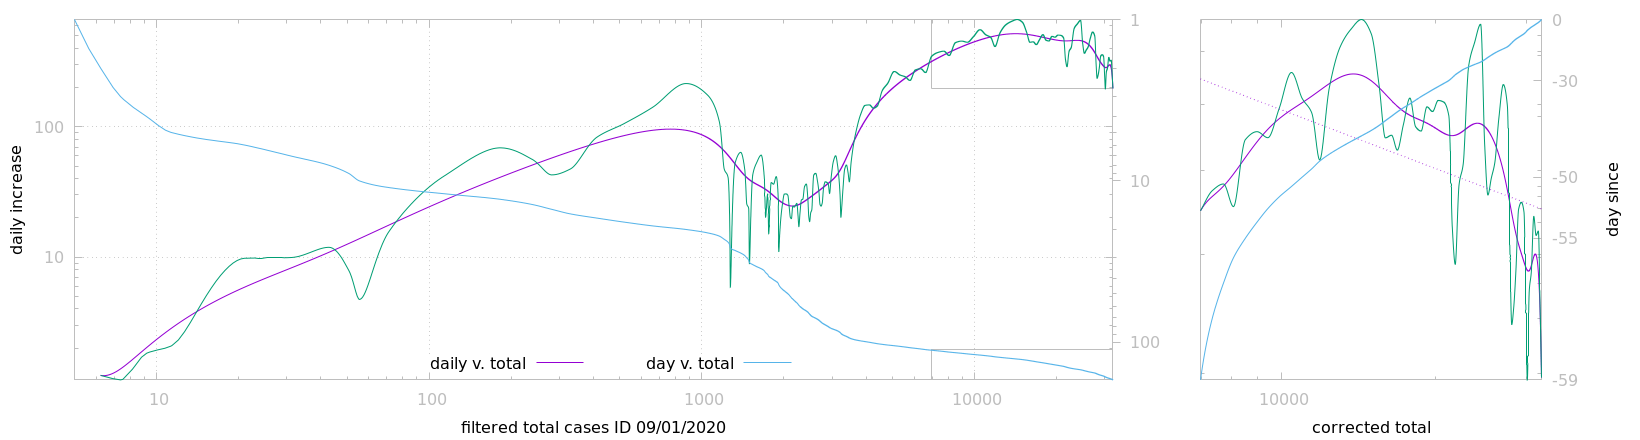 daily increase
100
10
daily v. total
day v. total
10
100
1000
10000
filtered total cases ID 09/01/2020
1
10
100
10000
corrected total
0
-30
-50
-55
-59
day since